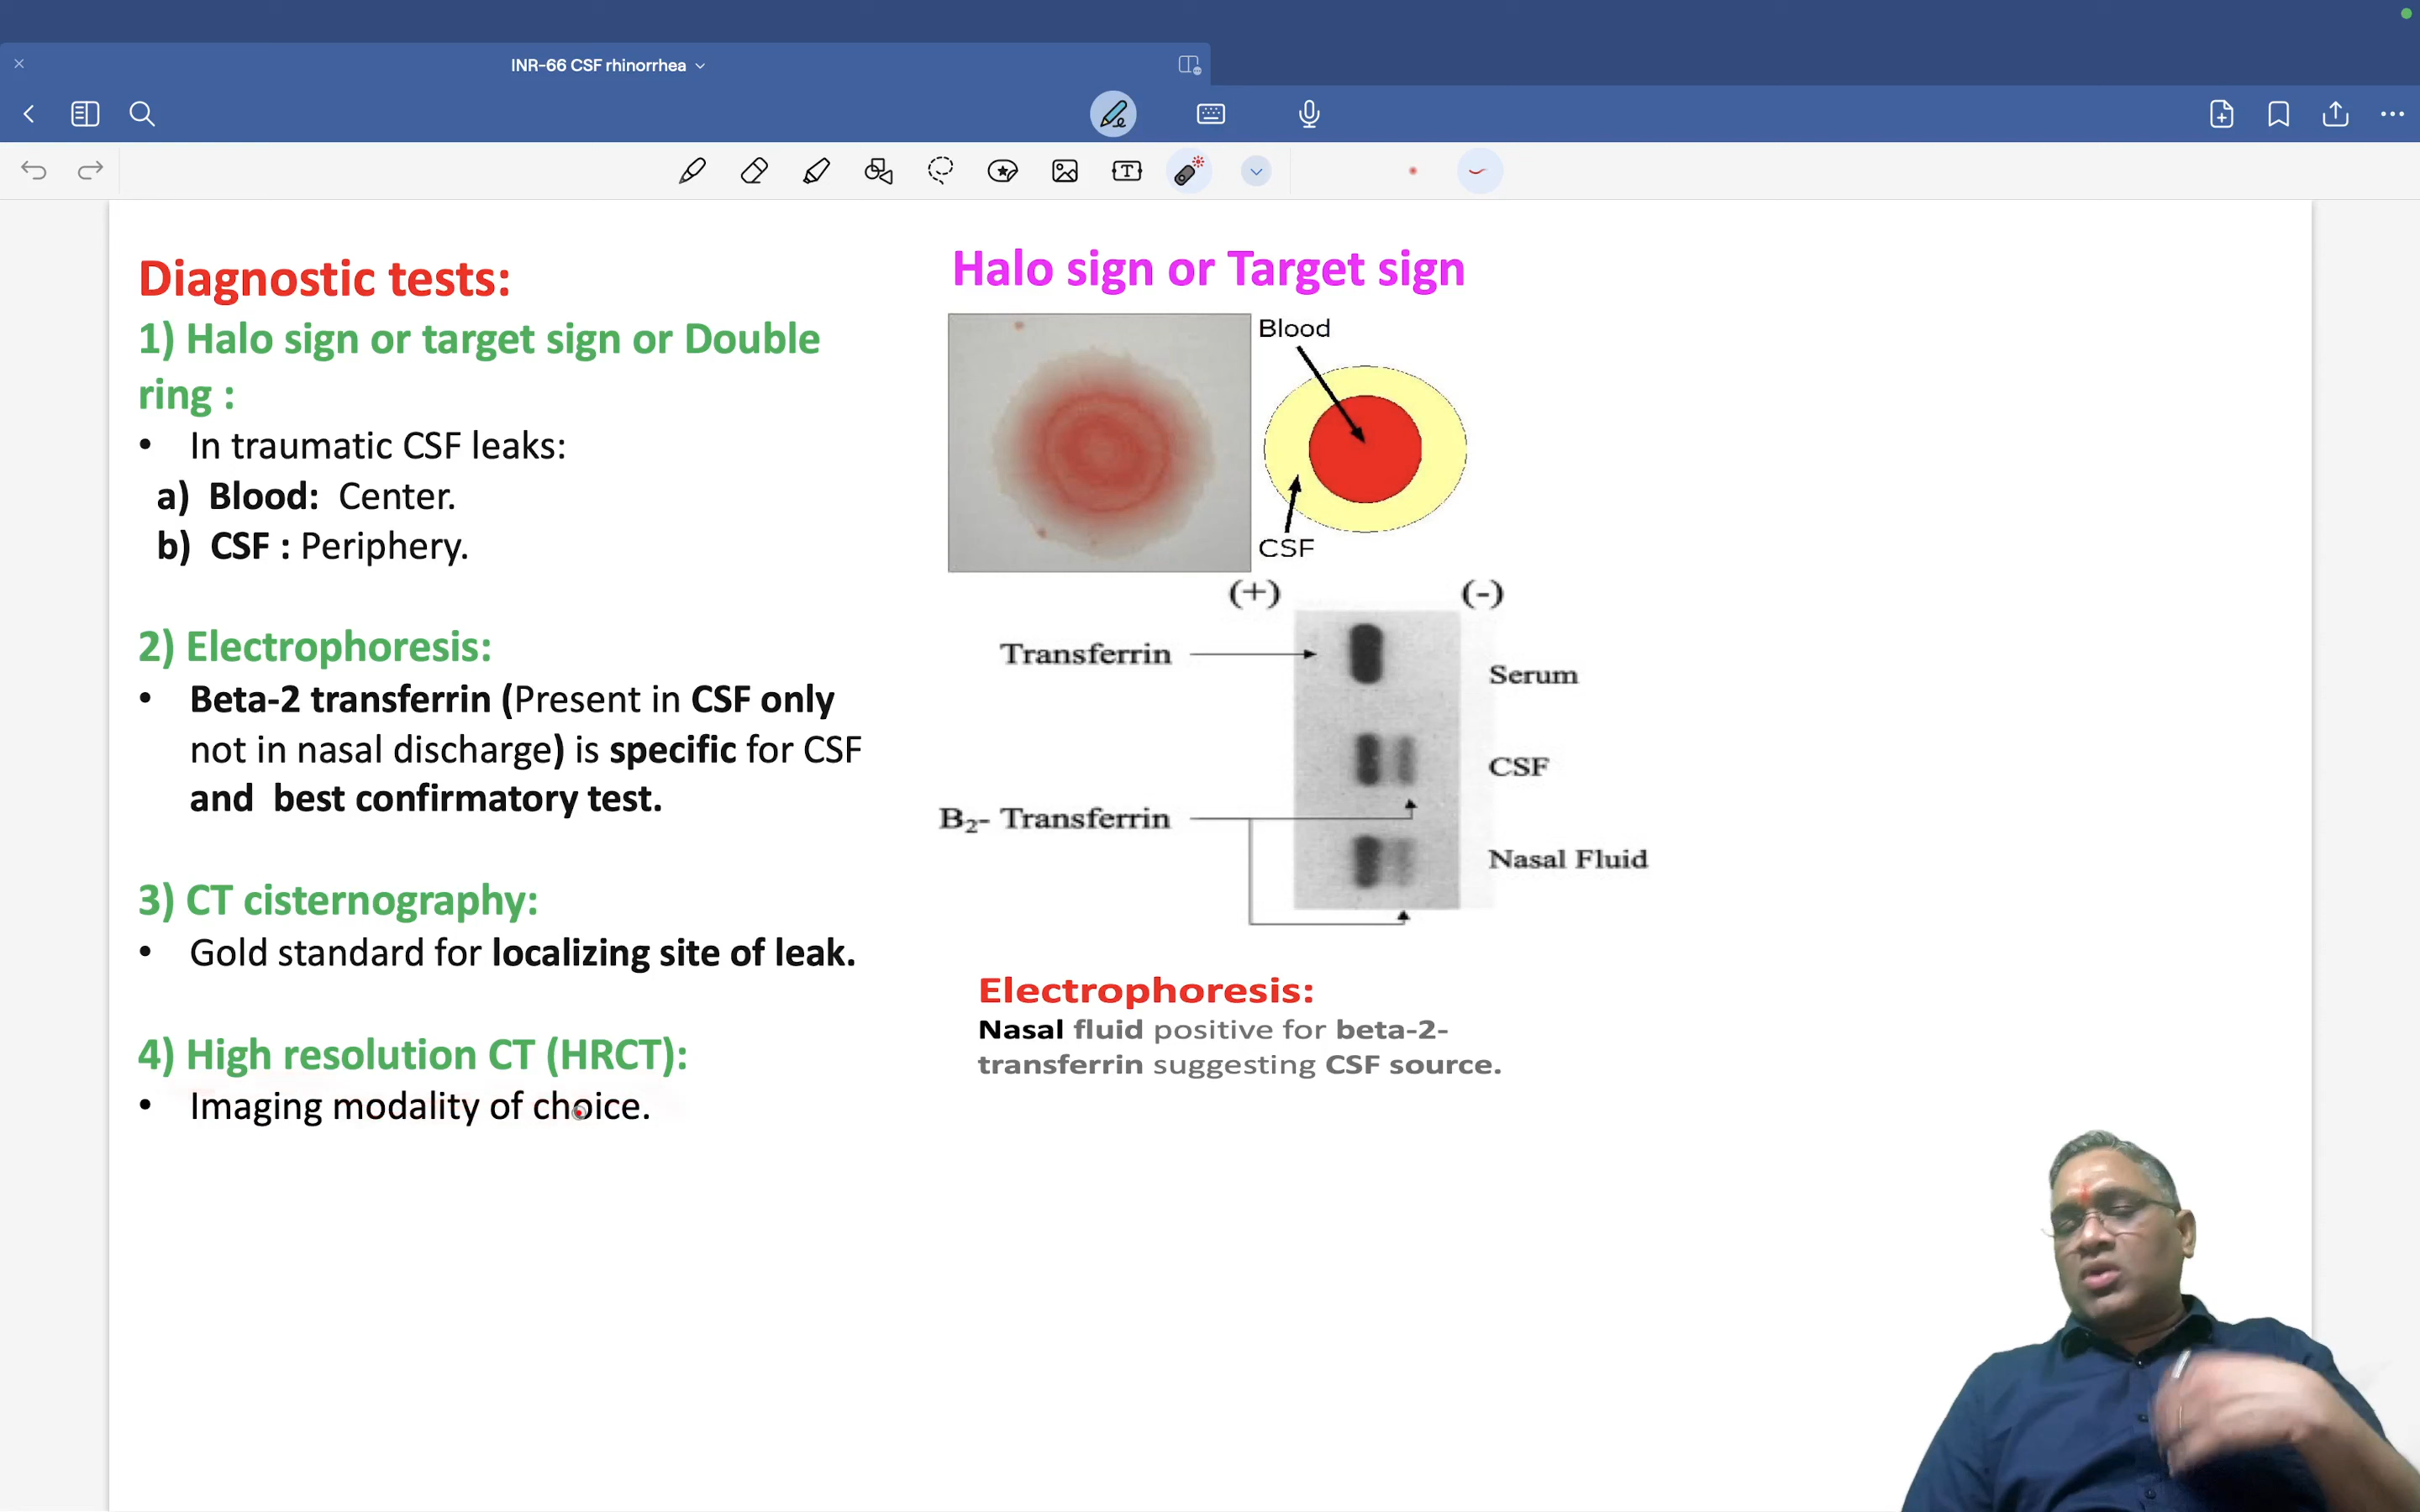 INR-66 CSF rhinorrhea
Diagnostic tests:
1) Halo sign or target sign or Double
ring :
• In traumatic CSF leaks:
a) Blood: Center.
b) CSF : Periphery.
2) Electrophoresis:
• Beta-2 transferrin (Present in CSF only
not in nasal discharge) is specific for CSF
and best confirmatory test.
3) CT cisternography:
• Gold standard for localizing site of leak.
4) High resolution CT (HRCT):
• Imaging modality of choice.
Halo sign or Target sign
Blood
CSF
(+) (-)
Transferrin
Serum
CSF
B₂- Transferrin
Nasal Fluid
Electrophoresis:
Nasal fluid positive for beta-2-
transferrin suggesting CSF source.